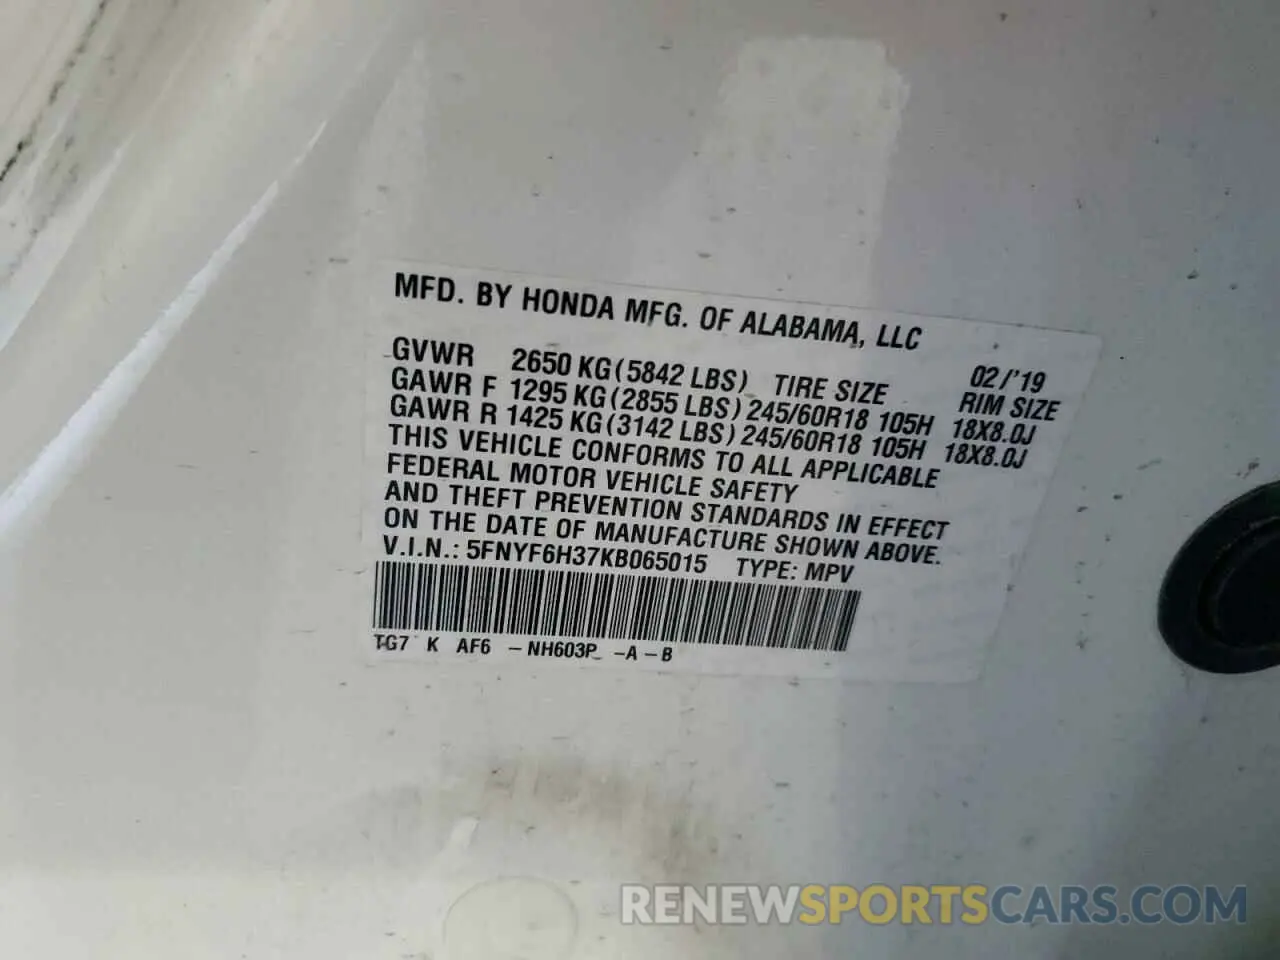 MFD. BY HONDA MFG. OF ALABAMA, LLC
02/'19
GVWR 2650 KG(5842 LBS) TIRE SIZE RIM SIZE
GAWR F 1295 KG(2855 LBS) 245/60R18 105H 18X8.0J
GAWR R 1425 KG(3142 LBS) 245/60R18 105H 18X8.0J
THIS VEHICLE CONFORMS TO ALL APPLICABLE
FEDERAL MOTOR VEHICLE SAFETY
AND THEFT PREVENTION STANDARDS IN EFFECT
ON THE DATE OF MANUFACTURE SHOWN ABOVE.
V.I.N.: 5FNYF6H37KB065015 TYPE: MPV
TG7 K AF6 -NH603P -A-B
RENEWSPORTSCARS.COM